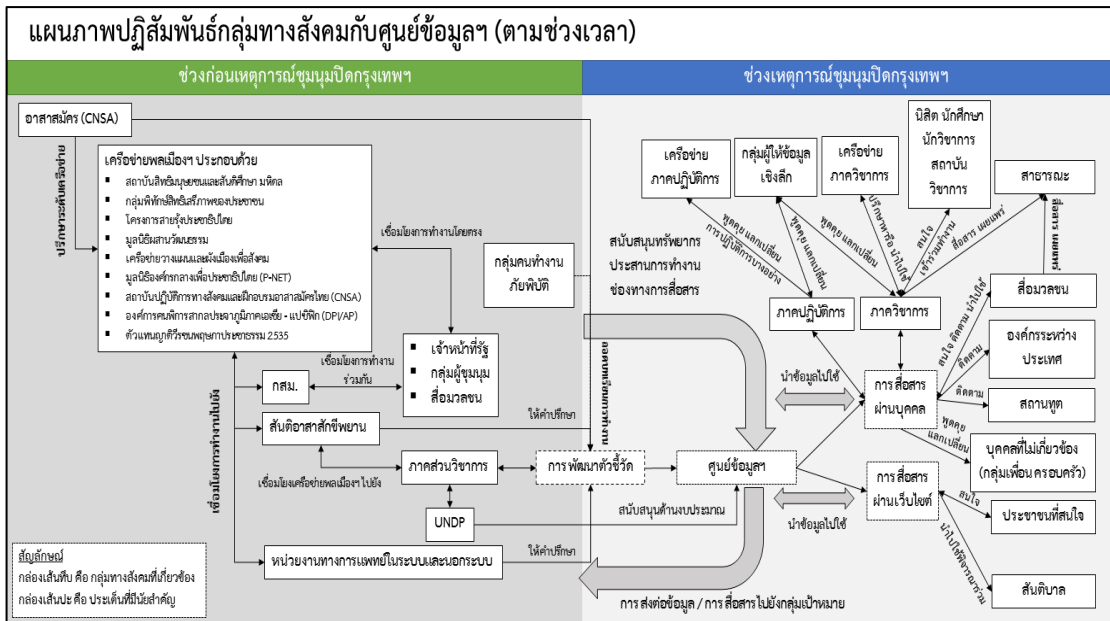 แผนภาพปฏิสัมพันธ์กลุ่มทางสังคมกับศูนย์ข้อมูลฯ (ตามช่วงเวลา)
ช่วงก่อนเหตุการณ์ชุมนุมปิดกรุงเทพฯ
ช่วงเหตุการณ์ชุมนุมปิดกรุงเทพฯ
อาสาสมัคร (CNSA)
ปรึกษาระดับเครือข่าย
เครือข่ายพลเมืองฯ ประกอบด้วย
▪ สถาบันสิทธิมนุษยชนและสันติศึกษา มหิดล
▪ กลุ่มพิทักษ์สิทธิเสรีภาพของประชาชน
▪ โครงการสายรุ้งประชาธิปไตย
▪ มูลนิธิผสานวัฒนธรรม
▪ เครือข่ายวางแผนและผังเมืองเพื่อสังคม
▪ มูลนิธิองค์กรกลางเพื่อประชาธิปไตย (P-NET)
▪ สถาบันปฏิบัติการทางสังคมและฝึกอบรมอาสาสมัครไทย (CNSA)
▪ องค์การคนพิการสากลประจำภูมิภาคเอเชีย - แปซิฟิก (DPI/AP)
▪ ตัวแทนญาติวีรชนพฤษภาประชาธรรม 2535
เชื่อมโยงการทำงานโดยตรง
กลุ่มคนทำงาน
ภัยพิบัติ
สนับสนุนทรัพยากร
ประสานการทำงาน
ช่องทางการสื่อสาร
เชื่อมโยงการทำงาน
ร่วมกัน
▪ เจ้าหน้าที่รัฐ
▪ กลุ่มผู้ชุมนุม
▪ สื่อมวลชน
กสม.
สันติอาสาสักขีพยาน
ให้คำปรึกษา
ถอดบทเรียนการทำงาน
เชื่อมโยงการทำงานไปยัง
ภาคส่วนวิชาการ
เชื่อมโยงเครือข่ายพลเมืองฯ ไปยัง
UNDP
การพัฒนาตัวชี้วัด
ศูนย์ข้อมูลฯ
สนับสนุนด้านงบประมาณ
หน่วยงานทางการแพทย์ในระบบและนอกระบบ
ให้คำปรึกษา
สัญลักษณ์
กล่องเส้นทึบ คือ กลุ่มทางสังคมที่เกี่ยวข้อง
กล่องเส้นปะ คือ ประเด็นที่มีนัยสำคัญ
เครือข่าย
ภาคปฏิบัติการ
กลุ่มผู้ให้ข้อมูล
เชิงลึก
เครือข่าย
ภาควิชาการ
นิสิต นักศึกษา
นักวิชาการ
สถาบัน
วิชาการ
สาธารณะ
พูดคุย แลกเปลี่ยน
การปฏิบัติการบางอย่าง
พูดคุย แลกเปลี่ยน
พูดคุย แลกเปลี่ยน
ปรึกษาหารือ นำไปใช้
สนใจ
เข้าร่วมทำงาน
สื่อสาร เผยแพร่
สื่อสาร เผยแพร่
ภาคปฏิบัติการ
ภาควิชาการ
สื่อมวลชน
สนใจ ติดตาม นำไปใช้
องค์กรระหว่าง
ประเทศ
ติดตาม
นำข้อมูลไปใช้
การสื่อสาร
ผ่านบุคคล
ติดตาม
สถานทูต
พูดคุย
แลกเปลี่ยน
บุคคลที่ไม่เกี่ยวข้อง
(กลุ่มเพื่อน ครอบครัว)
การสื่อสาร
ผ่านเว็บไซต์
นำข้อมูลไปใช้
สนใจ
ประชาชนที่สนใจ
นำไปใช้พิจารณาร่วม
สันติบาล
การส่งต่อข้อมูล / การสื่อสารไปยังกลุ่มเป้าหมาย